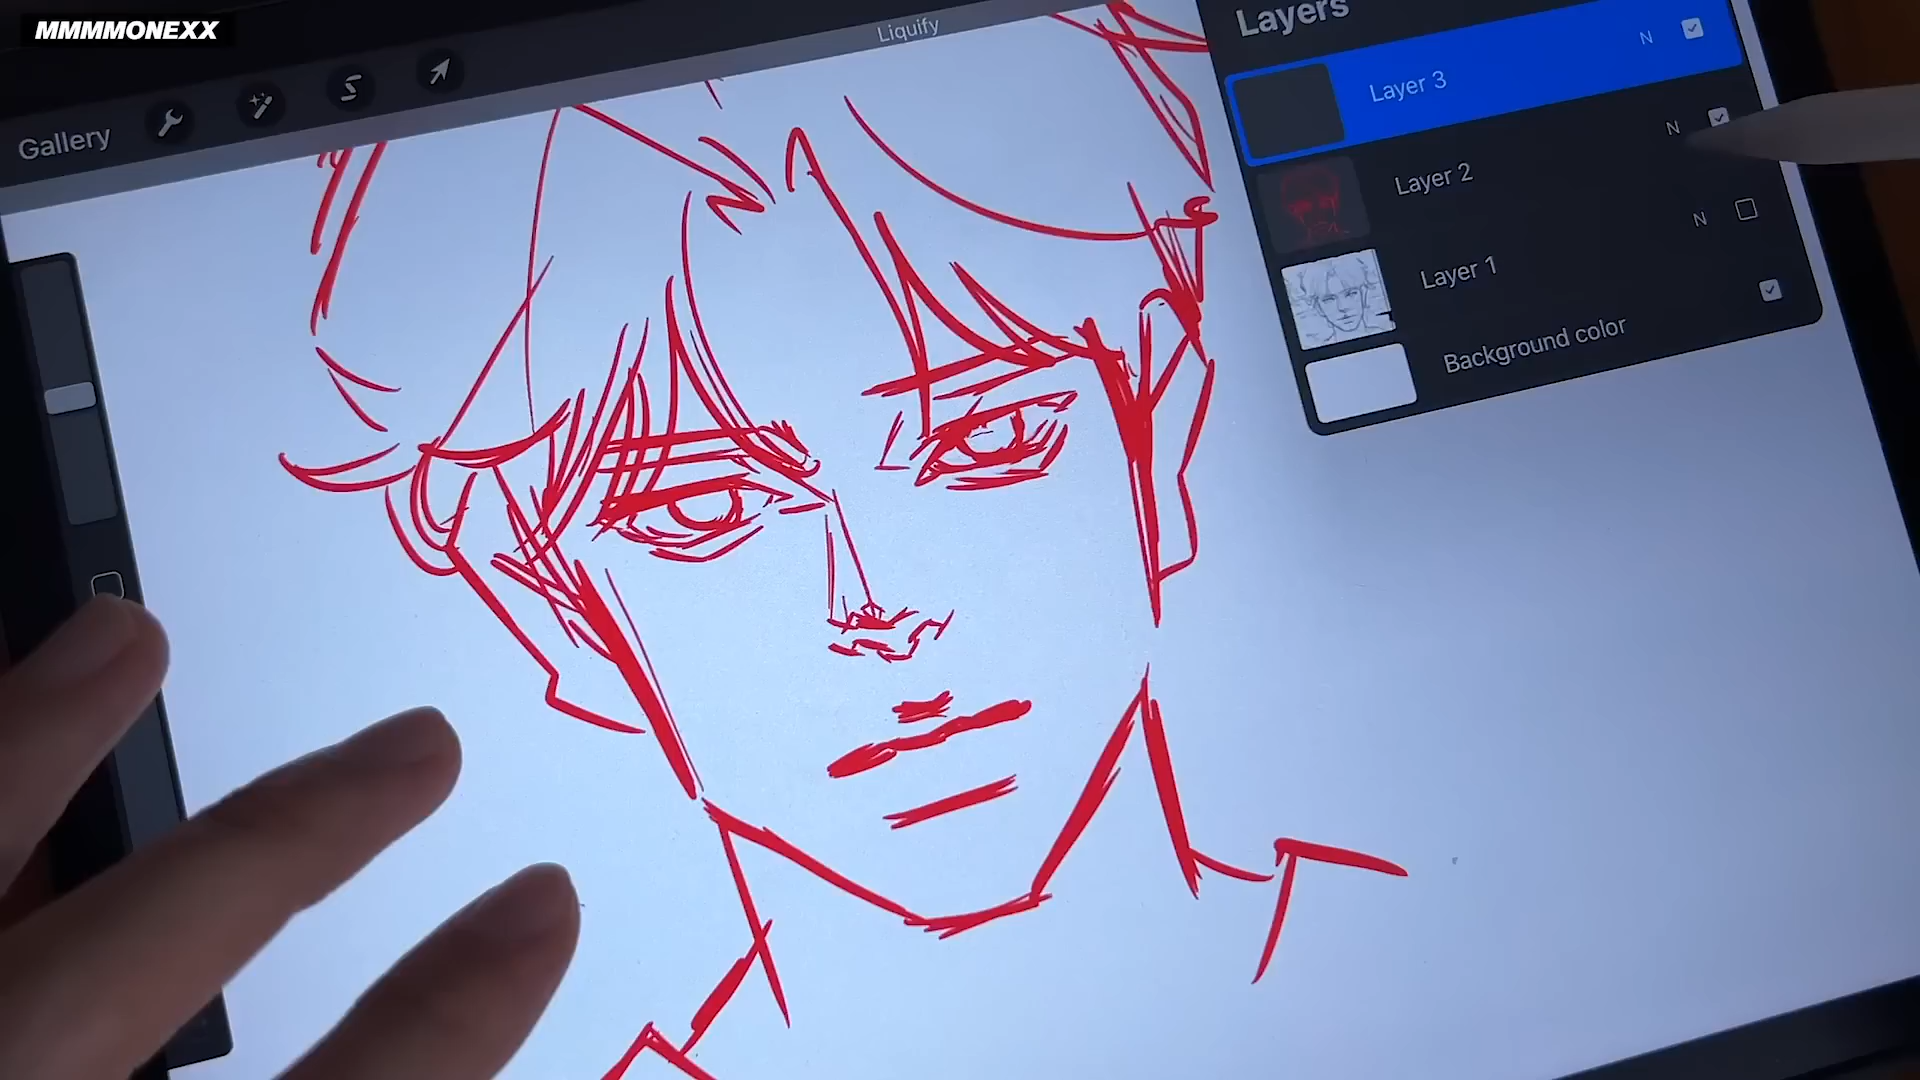 MMMMONEXX
Liquify
Layers
Gallery
Layer 3
N
Layer 2
N
Layer 1
N
Background color